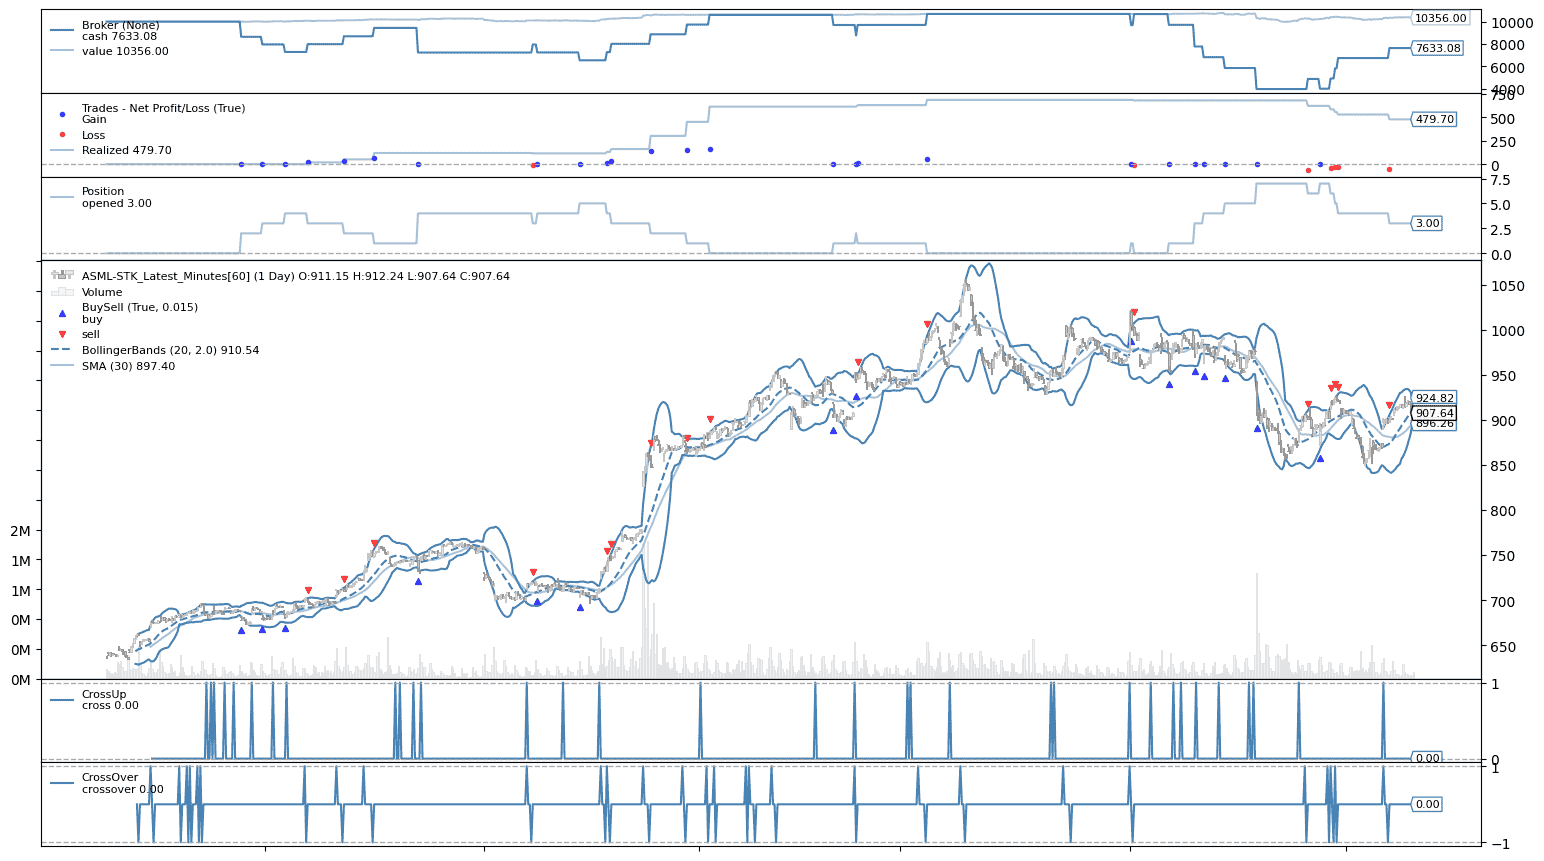 Broker (None)
cash 7633.08
value 10356.00
10356.00
10000
8000
7633.08
6000
4000
Trades - Net Profit/Loss (True)
Gain
Loss
Realized 479.70
750
500
479.70
250
0
Position
opened 3.00
7.5
5.0
3.00
2.5
0.0
ASML-STK_Latest_Minutes[60] (1 Day) O:911.15 H:912.24 L:907.64 C:907.64
Volume
BuySell (True, 0.015)
buy
sell
BollingerBands (20, 2.0) 910.54
SMA (30) 897.40
1050
1000
950
924.82
907.64
900
896.26
850
800
750
700
650
2M
1M
1M
0M
0M
0M
CrossUp
cross 0.00
1
0.00
0
CrossOver
crossover 0.00
1
0.00
−1